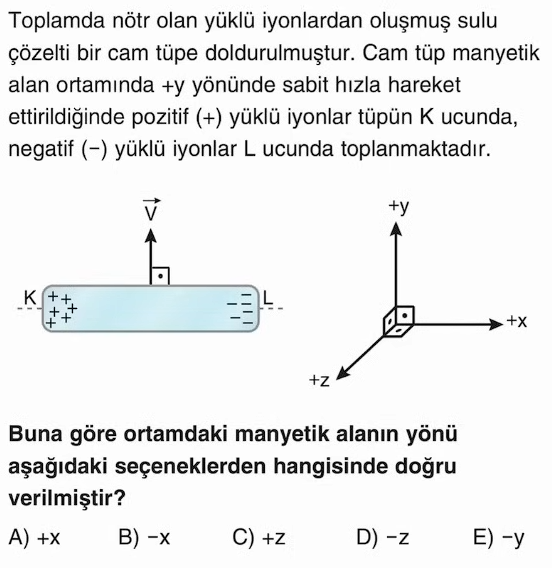 Toplamda nötr olan yüklü iyonlardan oluşmuş sulu
çözelti bir cam tüpe doldurulmuştur. Cam tüp manyetik
alan ortamında +y yönünde sabit hızla hareket
ettirildiğinde pozitif (+) yüklü iyonlar tüpün K ucunda,
negatif (−) yüklü iyonlar L ucunda toplanmaktadır.
V
K
L
+y
+x
+z
Buna göre ortamdaki manyetik alanın yönü
aşağıdaki seçeneklerden hangisinde doğru
verilmiştir?
A) +x B) −x C) +z D) −z E) −y